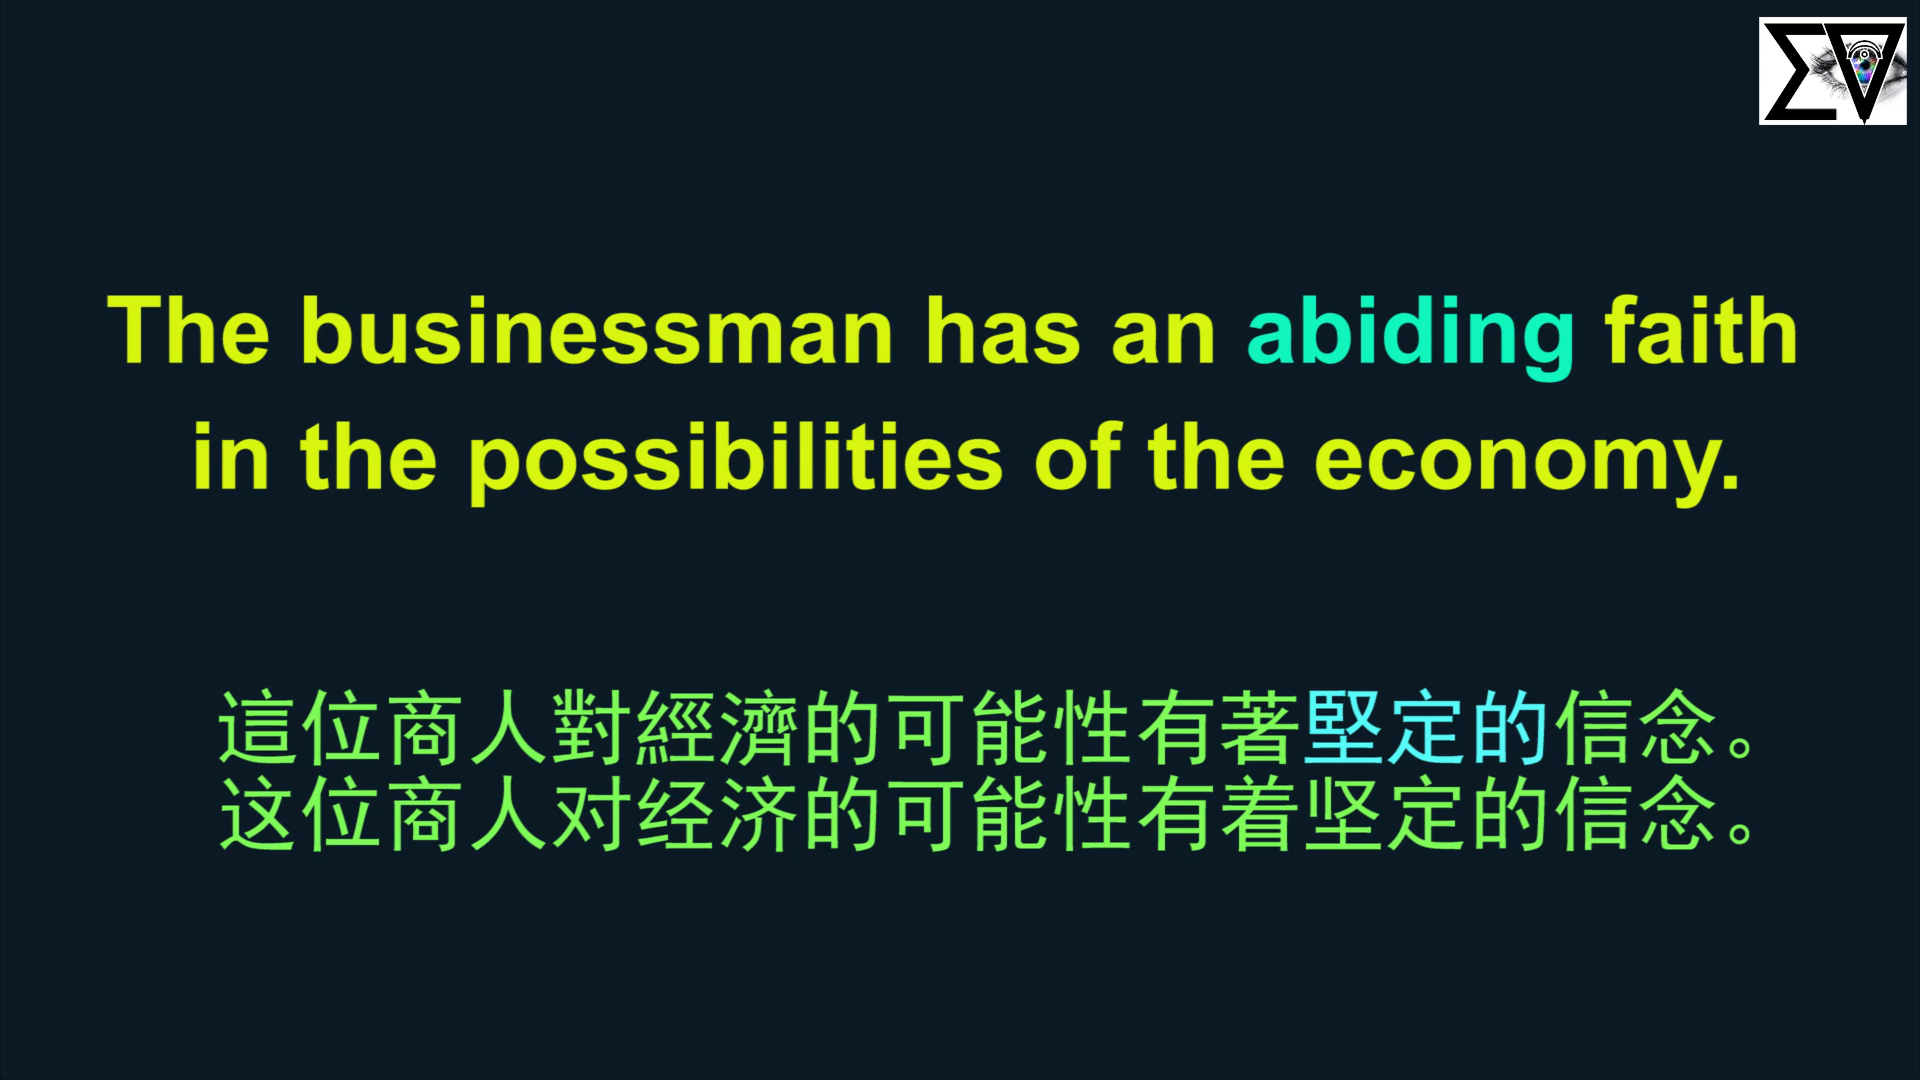 The businessman has an abiding faith
in the possibilities of the economy.
這位商人對經濟的可能性有著堅定的信念。
这位商人对经济的可能性有着坚定的信念。